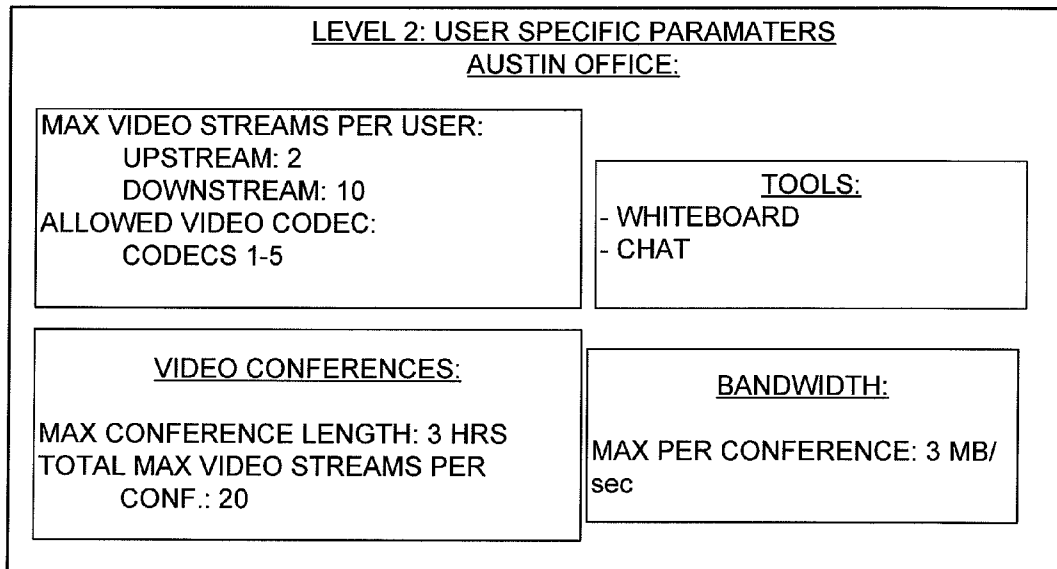 LEVEL 2: USER SPECIFIC PARAMATERS
AUSTIN OFFICE:
MAX VIDEO STREAMS PER USER:
UPSTREAM: 2
DOWNSTREAM: 10
ALLOWED VIDEO CODEC:
CODECS 1-5
TOOLS:
- WHITEBOARD
- CHAT
VIDEO CONFERENCES:
MAX CONFERENCE LENGTH: 3 HRS
TOTAL MAX VIDEO STREAMS PER
CONF.: 20
BANDWIDTH:
MAX PER CONFERENCE: 3 MB/
sec